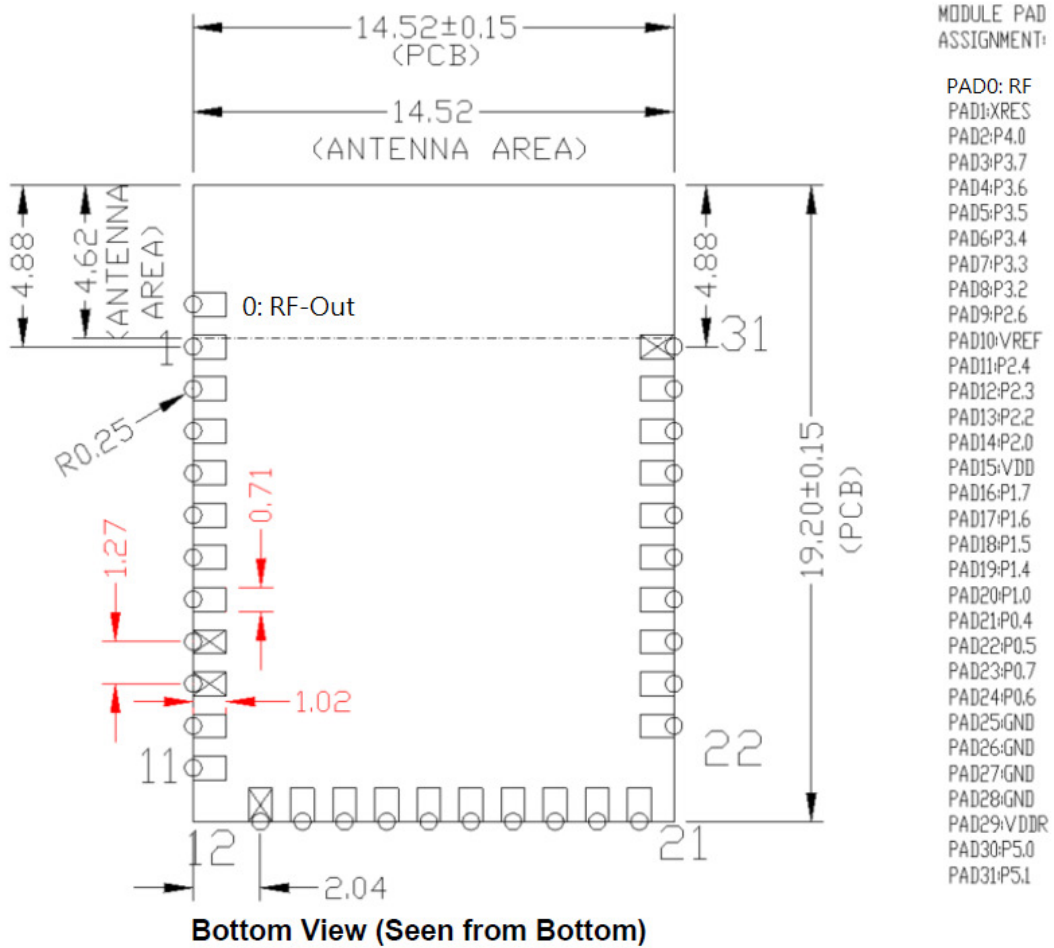 14.52±0.15
(PCB)
14.52
(ANTENNA AREA)
4.88
4.62
(ANTENNA
AREA)
4.88
0: RF-Out
1
31
R0.25
0.71
1.27
19.20±0.15
(PCB)
1.02
11
22
12
21
2.04
Bottom View (Seen from Bottom)
MODULE PAD
ASSIGNMENT:
PAD0: RF
PAD1:XRES
PAD2:P4.0
PAD3:P3.7
PAD4:P3.6
PAD5:P3.5
PAD6:P3.4
PAD7:P3.3
PAD8:P3.2
PAD9:P2.6
PAD10:VREF
PAD11:P2.4
PAD12:P2.3
PAD13:P2.2
PAD14:P2.0
PAD15:VDD
PAD16:P1.7
PAD17:P1.6
PAD18:P1.5
PAD19:P1.4
PAD20:P1.0
PAD21:P0.4
PAD22:P0.5
PAD23:P0.7
PAD24:P0.6
PAD25:GND
PAD26:GND
PAD27:GND
PAD28:GND
PAD29:VDDR
PAD30:P5.0
PAD31:P5.1